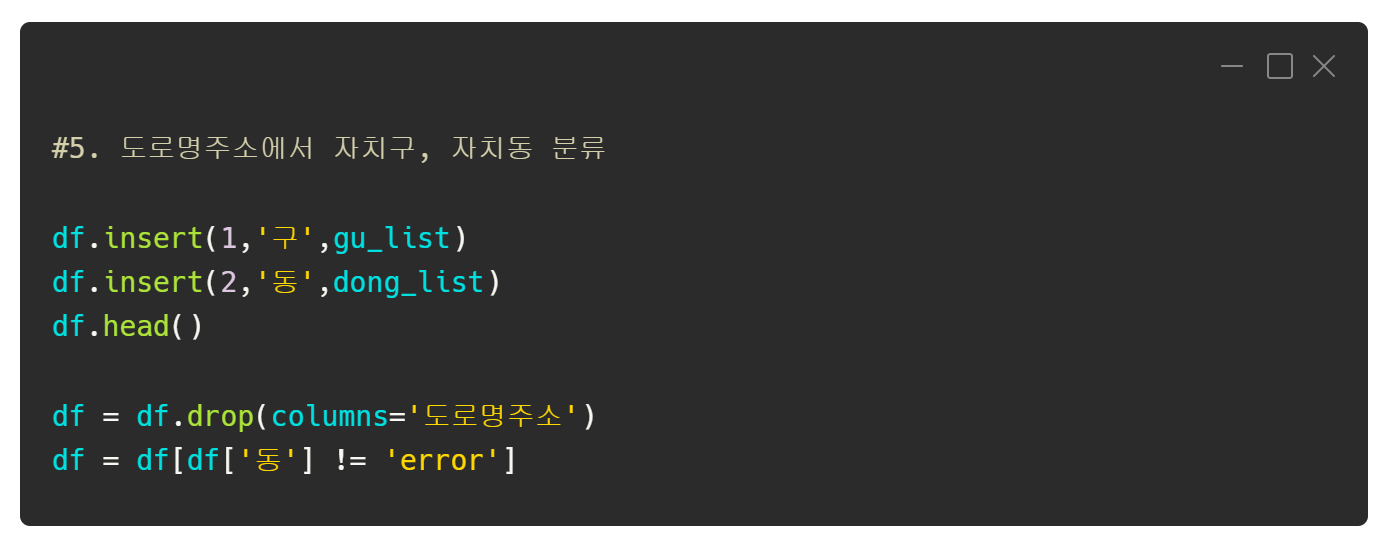 #5. 도로명주소에서 자치구, 자치동 분류
df.insert(1,'구',gu_list)
df.insert(2,'동',dong_list)
df.head()
df = df.drop(columns='도로명주소')
df = df[df['동'] != 'error']